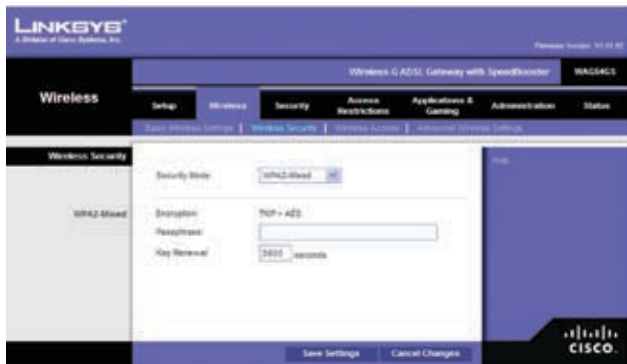 LINKSYS®
A Division of Cisco Systems, Inc.
Firmware Version:
Wireless-G ADSL Gateway with SpeedBooster WAG54GS
Wireless
Setup Wireless Security Access Restrictions Applications & Gaming Administration Status
Basic Wireless Settings | Wireless Security | Wireless Access | Advanced Wireless Settings
Wireless Security
Security Mode: WPA2-Mixed
Help
WPA2-Mixed
Encryption: TKIP + AES
Passphrase:
Key Renewal: 3600 seconds
Save Settings Cancel Changes
CISCO